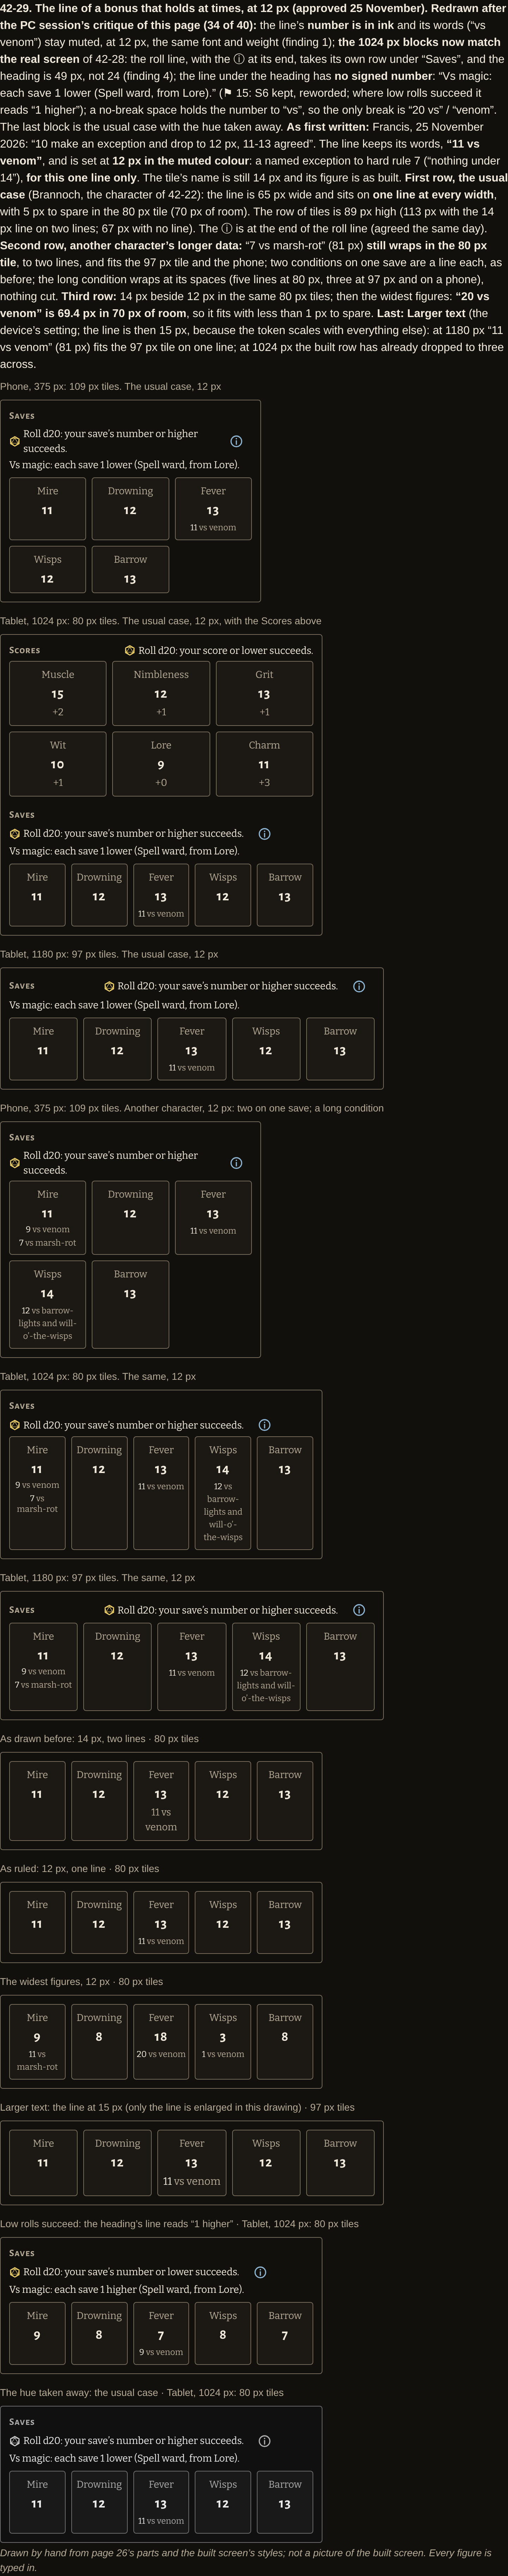 42-29. The line of a bonus that holds at times, at 12 px (approved 25 November). Redrawn after
the PC session’s critique of this page (34 of 40): the line’s number is in ink and its words (“vs
venom”) stay muted, at 12 px, the same font and weight (finding 1); the 1024 px blocks now match
the real screen of 42-28: the roll line, with the ⓘ at its end, takes its own row under “Saves”, and the
heading is 49 px, not 24 (finding 4); the line under the heading has no signed number: “Vs magic:
each save 1 lower (Spell ward, from Lore).” (⚑ 15: S6 kept, reworded; where low rolls succeed it
reads “1 higher”); a no-break space holds the number to “vs”, so the only break is “20 vs” / “venom”.
The last block is the usual case with the hue taken away. As first written: Francis, 25 November
2026: “10 make an exception and drop to 12, 11-13 agreed”. The line keeps its words, “11 vs
venom”, and is set at 12 px in the muted colour: a named exception to hard rule 7 (“nothing under
14”), for this one line only. The tile’s name is still 14 px and its figure is as built. First row, the usual
case (Brannoch, the character of 42-22): the line is 65 px wide and sits on one line at every width,
with 5 px to spare in the 80 px tile (70 px of room). The row of tiles is 89 px high (113 px with the 14
px line on two lines; 67 px with no line). The ⓘ is at the end of the roll line (agreed the same day).
Second row, another character’s longer data: “7 vs marsh-rot” (81 px) still wraps in the 80 px
tile, to two lines, and fits the 97 px tile and the phone; two conditions on one save are a line each, as
before; the long condition wraps at its spaces (five lines at 80 px, three at 97 px and on a phone),
nothing cut. Third row: 14 px beside 12 px in the same 80 px tiles; then the widest figures: “20 vs
venom” is 69.4 px in 70 px of room, so it fits with less than 1 px to spare. Last: Larger text (the
device’s setting; the line is then 15 px, because the token scales with everything else): at 1180 px “11
vs venom” (81 px) fits the 97 px tile on one line; at 1024 px the built row has already dropped to three
across.
Phone, 375 px: 109 px tiles. The usual case, 12 px
SAVES
Roll d20: your save’s number or higher
succeeds.
Vs magic: each save 1 lower (Spell ward, from Lore).
Mire Drowning Fever
11 12 13
11 vs venom
Wisps Barrow
12 13
Tablet, 1024 px: 80 px tiles. The usual case, 12 px, with the Scores above
SCORES Roll d20: your score or lower succeeds.
Muscle Nimbleness Grit
15 12 13
+2 +1 +1
Wit Lore Charm
10 9 11
+1 +0 +3
SAVES
Roll d20: your save’s number or higher succeeds.
Vs magic: each save 1 lower (Spell ward, from Lore).
Mire Drowning Fever Wisps Barrow
11 12 13 12 13
11 vs venom
Tablet, 1180 px: 97 px tiles. The usual case, 12 px
SAVES Roll d20: your save’s number or higher succeeds.
Vs magic: each save 1 lower (Spell ward, from Lore).
Mire Drowning Fever Wisps Barrow
11 12 13 12 13
11 vs venom
Phone, 375 px: 109 px tiles. Another character, 12 px: two on one save; a long condition
SAVES
Roll d20: your save’s number or higher
succeeds.
Mire Drowning Fever
11 12 13
9 vs venom 11 vs venom
7 vs marsh-rot
Wisps Barrow
14 13
12 vs barrow-
lights and will-
o’-the-wisps
Tablet, 1024 px: 80 px tiles. The same, 12 px
SAVES
Roll d20: your save’s number or higher succeeds.
Mire Drowning Fever Wisps Barrow
11 12 13 14 13
9 vs venom 11 vs venom 12 vs
7 vs barrow-
marsh-rot lights and
will-o’-
the-wisps
Tablet, 1180 px: 97 px tiles. The same, 12 px
SAVES Roll d20: your save’s number or higher succeeds.
Mire Drowning Fever Wisps Barrow
11 12 13 14 13
9 vs venom 11 vs venom 12 vs barrow-
7 vs marsh-rot lights and will-
o’-the-wisps
As drawn before: 14 px, two lines · 80 px tiles
Mire Drowning Fever Wisps Barrow
11 12 13 12 13
11 vs
venom
As ruled: 12 px, one line · 80 px tiles
Mire Drowning Fever Wisps Barrow
11 12 13 12 13
11 vs venom
The widest figures, 12 px · 80 px tiles
Mire Drowning Fever Wisps Barrow
9 8 18 3 8
11 vs 20 vs venom 1 vs venom
marsh-rot
Larger text: the line at 15 px (only the line is enlarged in this drawing) · 97 px tiles
Mire Drowning Fever Wisps Barrow
11 12 13 12 13
11 vs venom
Low rolls succeed: the heading’s line reads “1 higher” · Tablet, 1024 px: 80 px tiles
SAVES
Roll d20: your save’s number or lower succeeds.
Vs magic: each save 1 higher (Spell ward, from Lore).
Mire Drowning Fever Wisps Barrow
9 8 7 8 7
9 vs venom
The hue taken away: the usual case · Tablet, 1024 px: 80 px tiles
SAVES
Roll d20: your save’s number or higher succeeds.
Vs magic: each save 1 lower (Spell ward, from Lore).
Mire Drowning Fever Wisps Barrow
11 12 13 12 13
11 vs venom
Drawn by hand from page 26’s parts and the built screen’s styles; not a picture of the built screen. Every figure is
typed in.